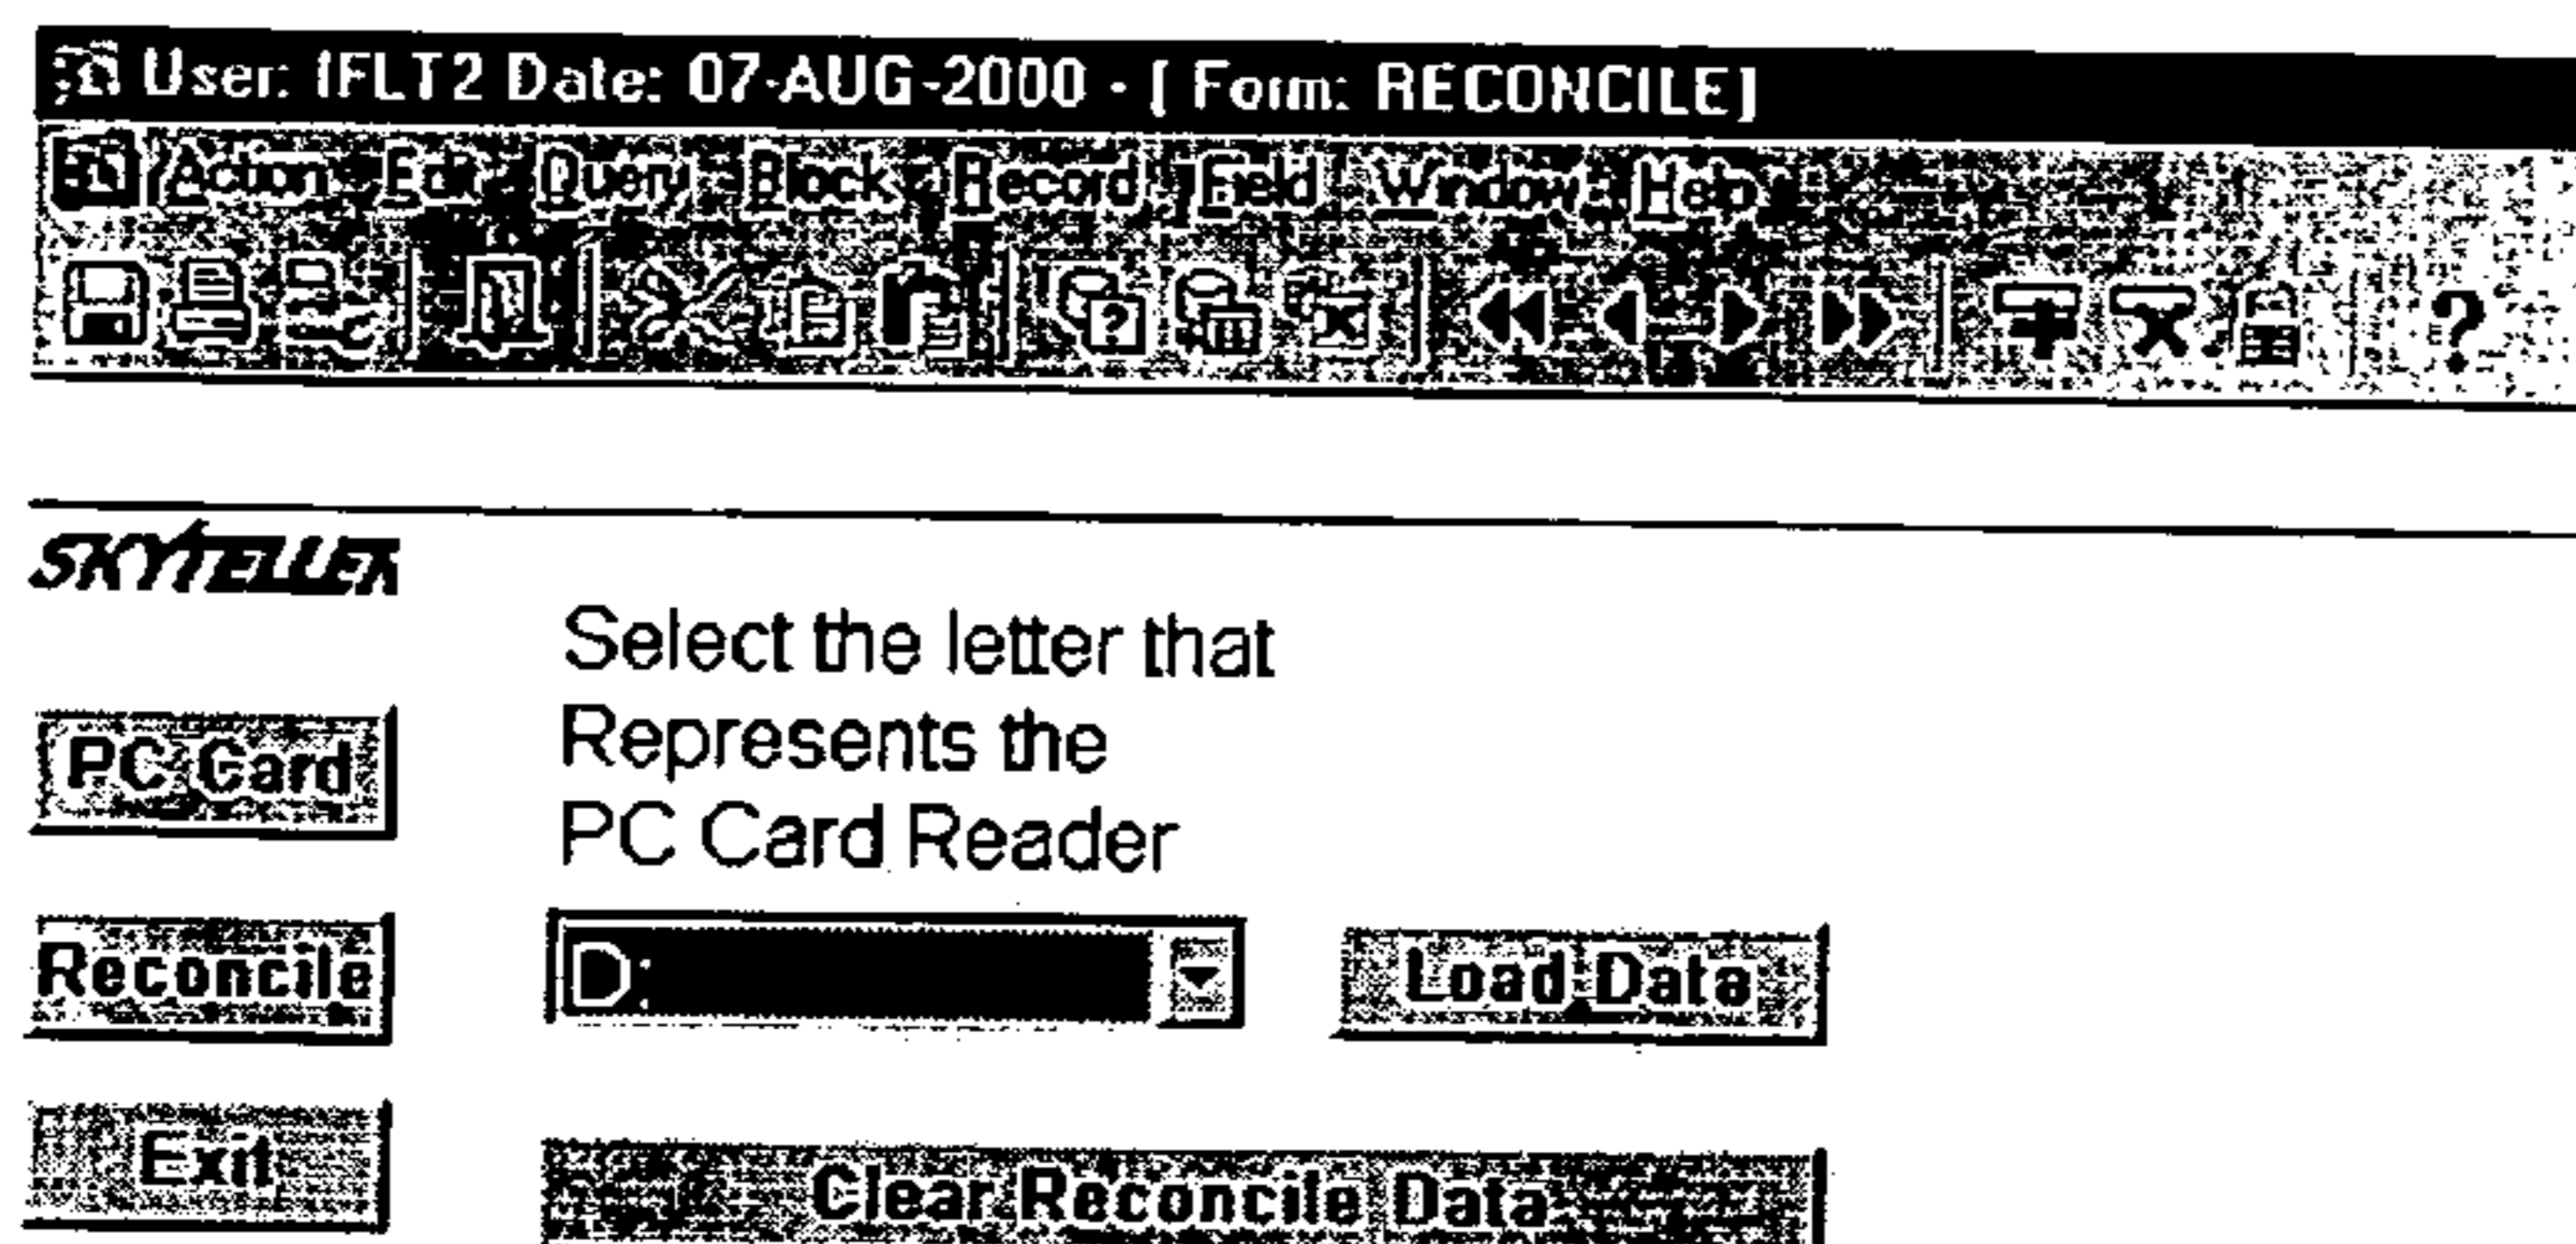 User: IFLT2 Date: 07-AUG-2000 - [ Form: RECONCILE]
Action Edit Query Block Record Field Window Help
SKYTELLER
Select the letter that
Represents the
PC Card Reader
PC Card
Reconcile
D:
Load Data
Exit
Clear Reconcile Data